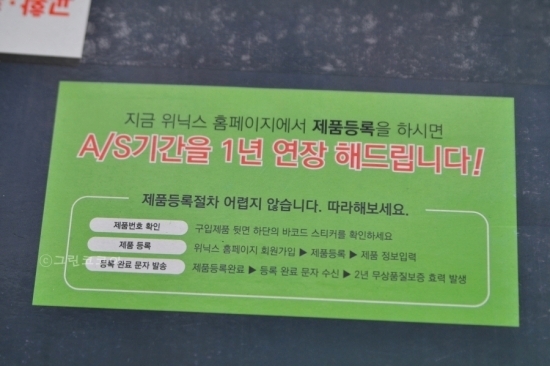 지금 위닉스 홈페이지에서 제품등록을 하시면
A/S기간을 1년 연장 해드립니다!
제품등록절차 어렵지 않습니다. 따라해보세요.
제품번호 확인 구입제품 뒷면 하단의 바코드 스티커를 확인하세요
제품 등록 위닉스 홈페이지 회원가입 ▶ 제품등록 ▶ 제품 정보입력
등록 완료 문자 발송 제품등록완료 ▶ 등록 완료 문자 수신 ▶ 2년 무상품질보증 효력 발생